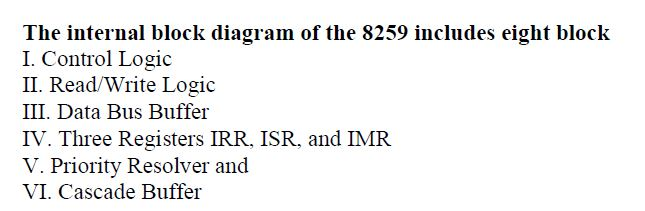 The internal block diagram of the 8259 includes eight block
I. Control Logic
II. Read/Write Logic
III. Data Bus Buffer
IV. Three Registers IRR, ISR, and IMR
V. Priority Resolver and
VI. Cascade Buffer